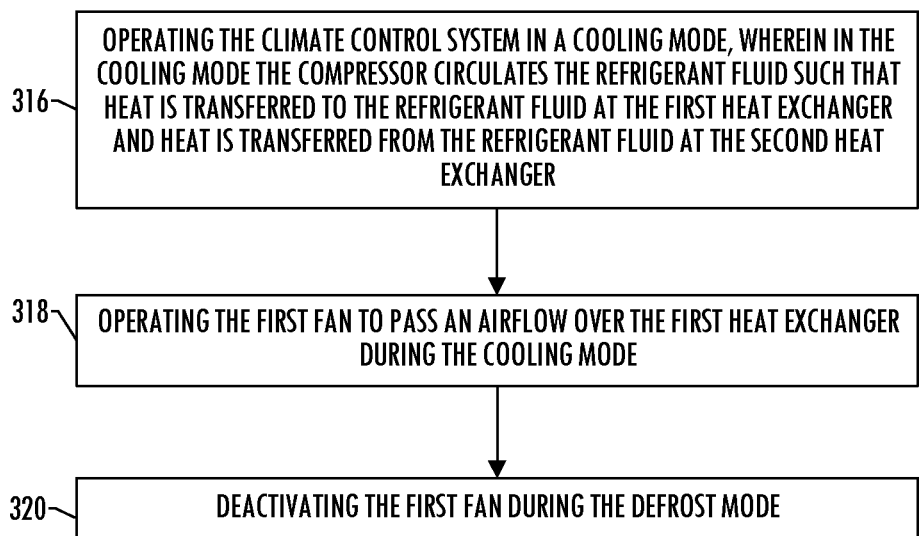 316
OPERATING THE CLIMATE CONTROL SYSTEM IN A COOLING MODE, WHEREIN IN THE
COOLING MODE THE COMPRESSOR CIRCULATES THE REFRIGERANT FLUID SUCH THAT
HEAT IS TRANSFERRED TO THE REFRIGERANT FLUID AT THE FIRST HEAT EXCHANGER
AND HEAT IS TRANSFERRED FROM THE REFRIGERANT FLUID AT THE SECOND HEAT
EXCHANGER
318
OPERATING THE FIRST FAN TO PASS AN AIRFLOW OVER THE FIRST HEAT EXCHANGER
DURING THE COOLING MODE
320
DEACTIVATING THE FIRST FAN DURING THE DEFROST MODE